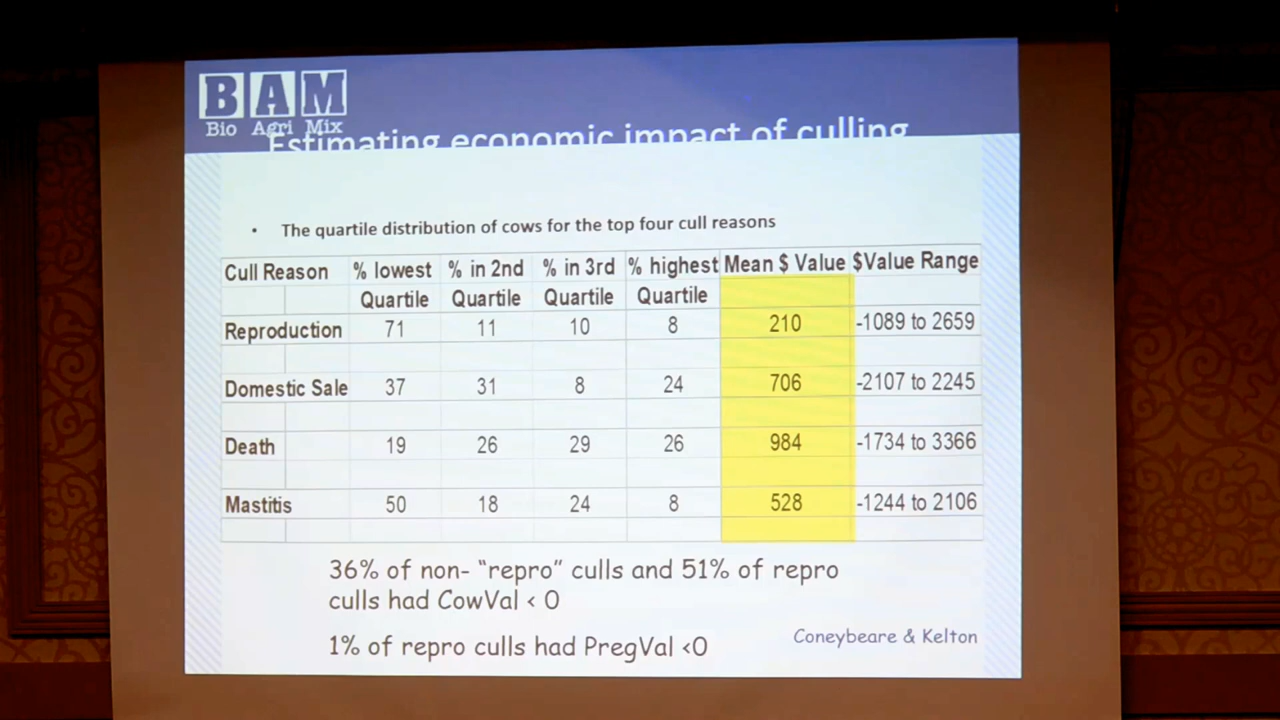 BAM
Bio Agri Mix
Estimating economic impact of culling
• The quartile distribution of cows for the top four cull reasons
Cull Reason % lowest % in 2nd % in 3rd % highest Mean $ Value $Value Range
Quartile Quartile Quartile Quartile
Reproduction 71 11 10 8 210 -1089 to 2659
Domestic Sale 37 31 8 24 706 -2107 to 2245
Death 19 26 29 26 984 -1734 to 3366
Mastitis 50 18 24 8 528 -1244 to 2106
36% of non- “repro” culls and 51% of repro
culls had CowVal < 0
1% of repro culls had PregVal <0
Coneybeare & Kelton